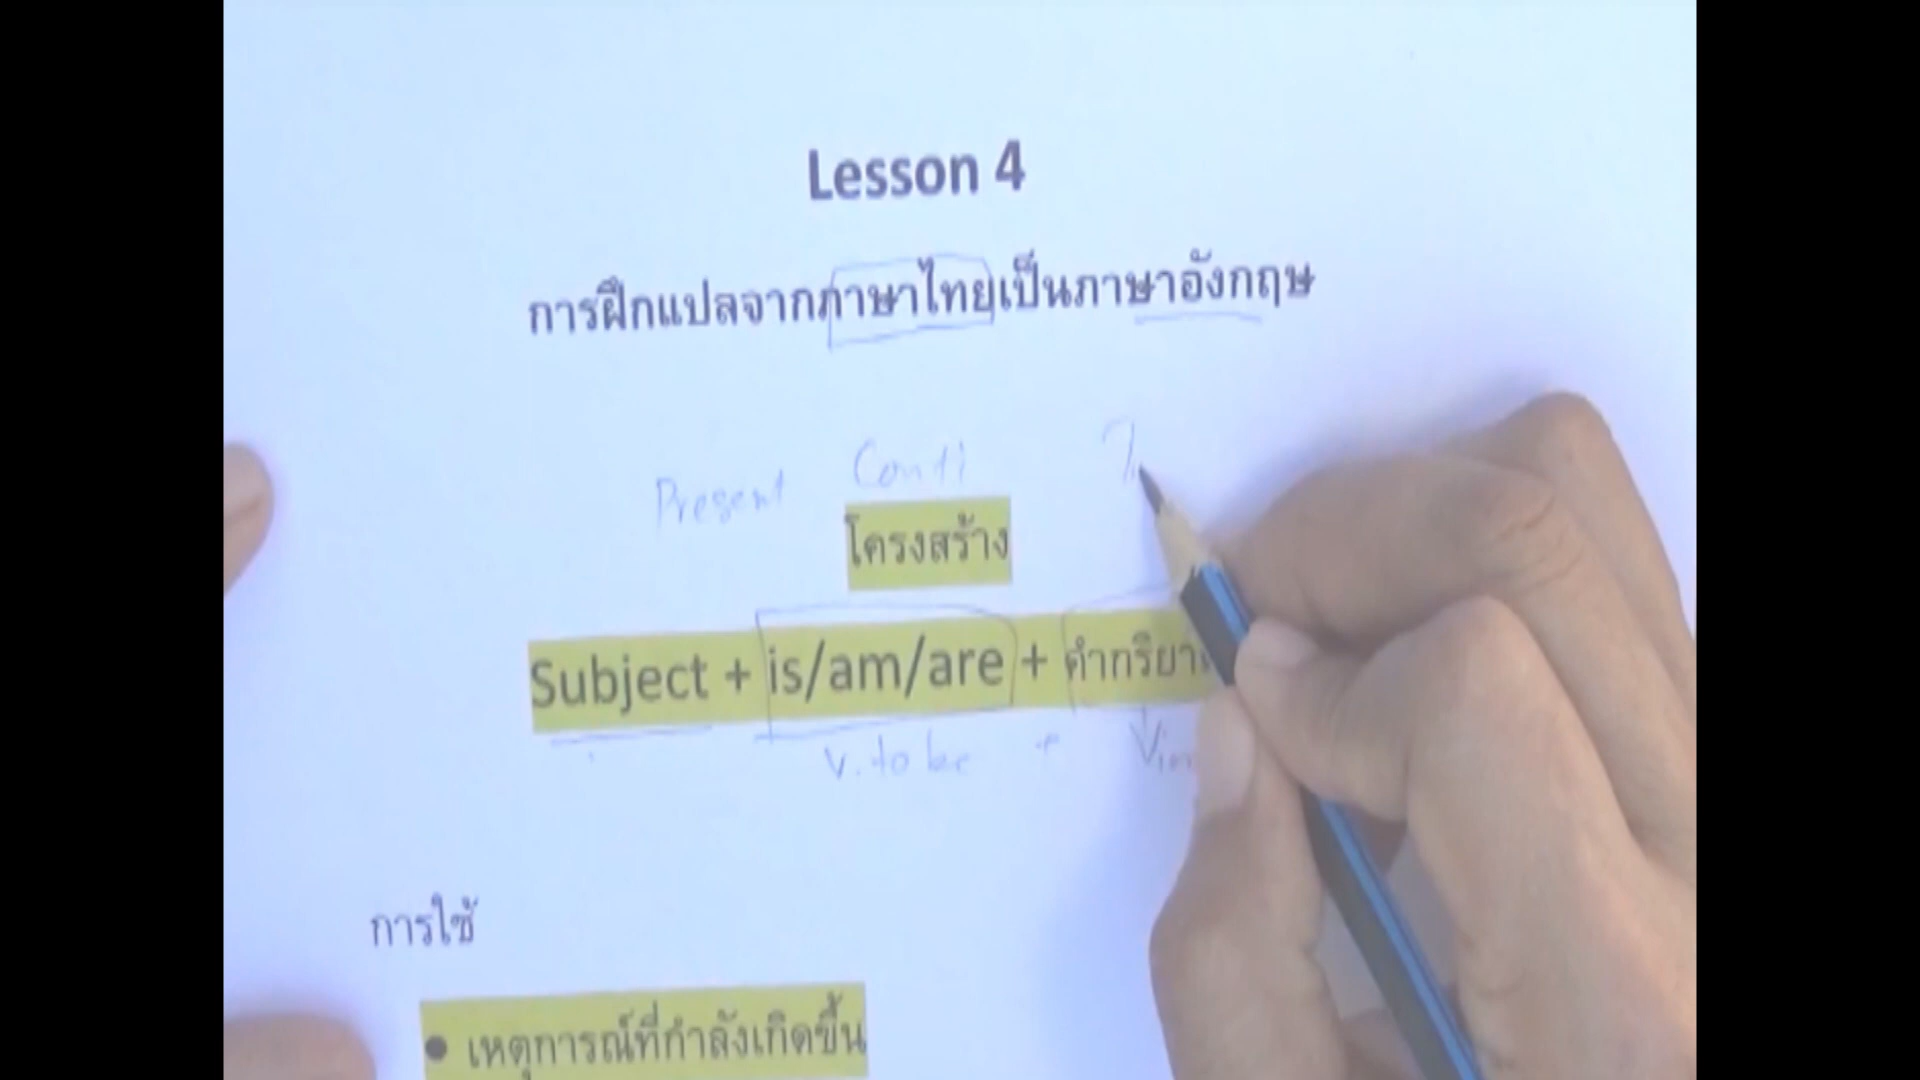 Lesson 4
การฝึกแปลจากภาษาไทยเป็นภาษาอังกฤษ
Present Conti
โครงสร้าง
Subject + is/am/are + คำกริยา
v. to be + Vin
การใช้
• เหตุการณ์ที่กำลังเกิดขึ้น